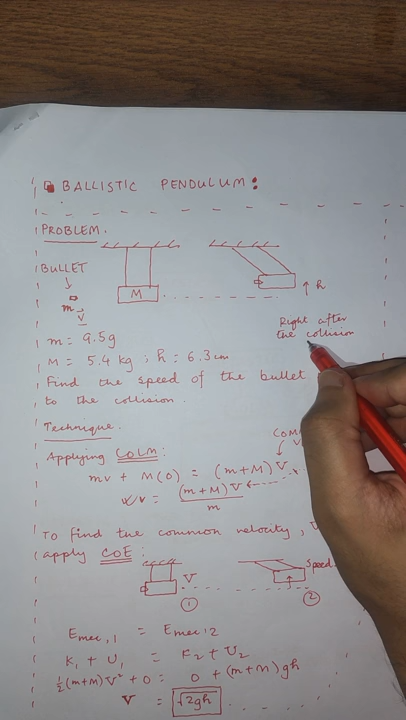 BALLISTIC PENDULUM:
PROBLEM.
BULLET
m
v
M
h
Right after
the collision
m = 9.5g
M = 5.4 kg ; h = 6.3 cm
Find the speed of the bullet
to the collision.
Technique.
Applying COLM:
mv + M(0) = (m+M)V
v = (m+M)V
m
To find the common velocity, V
apply COE:
V
Speed
1
2
Emec,1 = Emec,2
K1 + U1 = K2 + U2
½(m+M)V² + 0 = 0 + (m+M)gh
V = √2gh